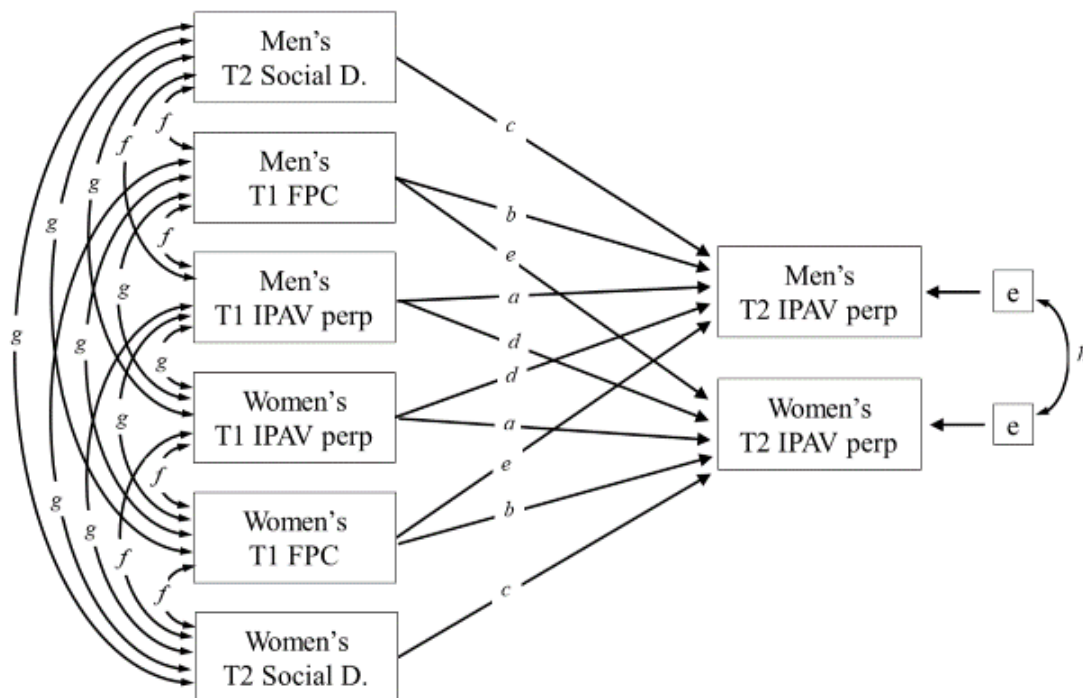 Men's
T2 Social D.
Men's
T1 FPC
Men's
T1 IPAV perp
Women's
T1 IPAV perp
Women's
T1 FPC
Women's
T2 Social D.
f
f
g
g
f
g
g
g
g
g
f
g
g
f
f
c
b
e
a
d
d
a
e
b
c
Men's
T2 IPAV perp
Women's
T2 IPAV perp
e
e